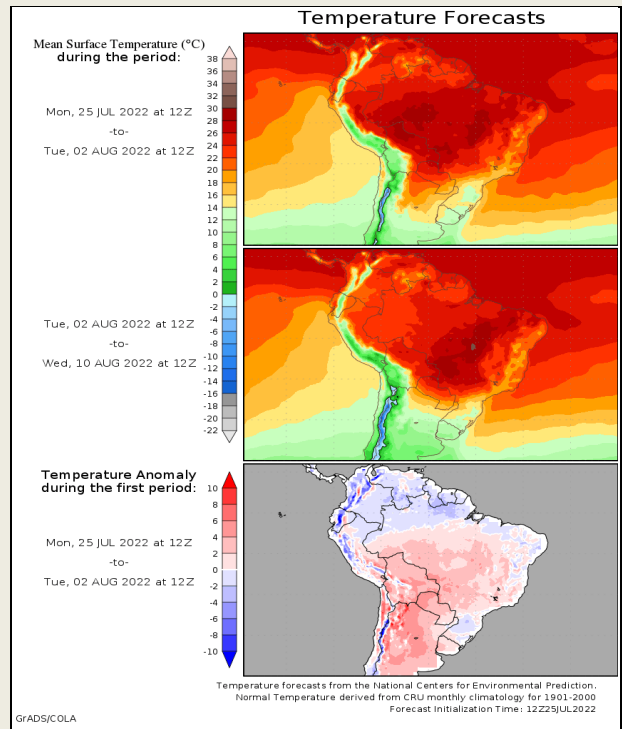 Temperature Forecasts
Mean Surface Temperature (°C)
during the period:
Mon, 25 JUL 2022 at 12Z
-to-
Tue, 02 AUG 2022 at 12Z
38
36
34
32
30
28
26
24
22
20
18
16
14
12
10
8
6
4
2
0
-2
-4
-6
-8
-10
-12
-14
-16
-18
-20
-22
Tue, 02 AUG 2022 at 12Z
-to-
Wed, 10 AUG 2022 at 12Z
Temperature Anomaly
during the first period:
Mon, 25 JUL 2022 at 12Z
-to-
Tue, 02 AUG 2022 at 12Z
10
8
6
4
2
0
-2
-4
-6
-8
-10
Temperature forecasts from the National Centers for Environmental Prediction.
Normal Temperature derived from CRU monthly climatology for 1901-2000
Forecast Initialization Time: 12Z25JUL2022
GrADS/COLA